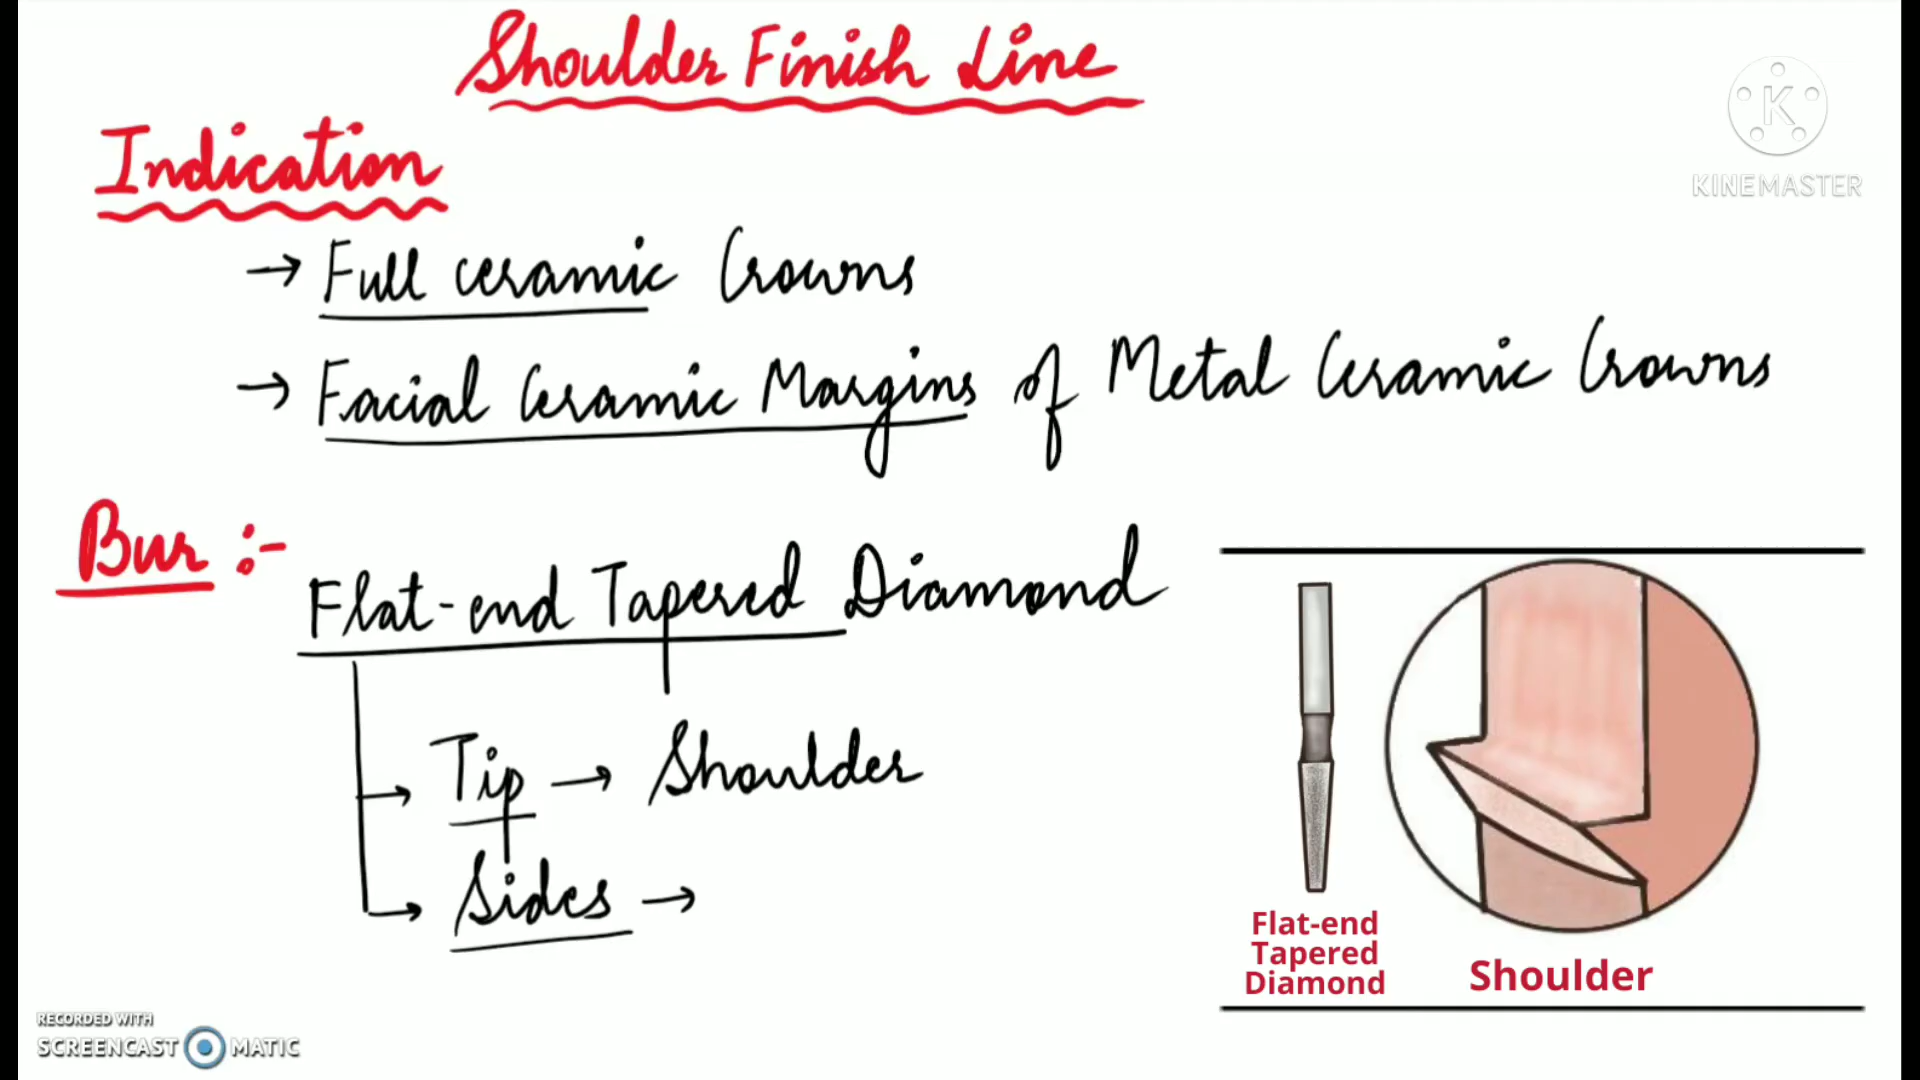 Shoulder Finish Line
K
KINEMASTER
Indication
→ Full ceramic Crowns
→ Facial Ceramic Margins of Metal Ceramic Crowns
Bur :-
Flat-end Tapered Diamond
→ Tip → Shoulder
→ Sides →
Flat-end
Tapered
Diamond
Shoulder
RECORDED WITH
SCREENCAST MATIC